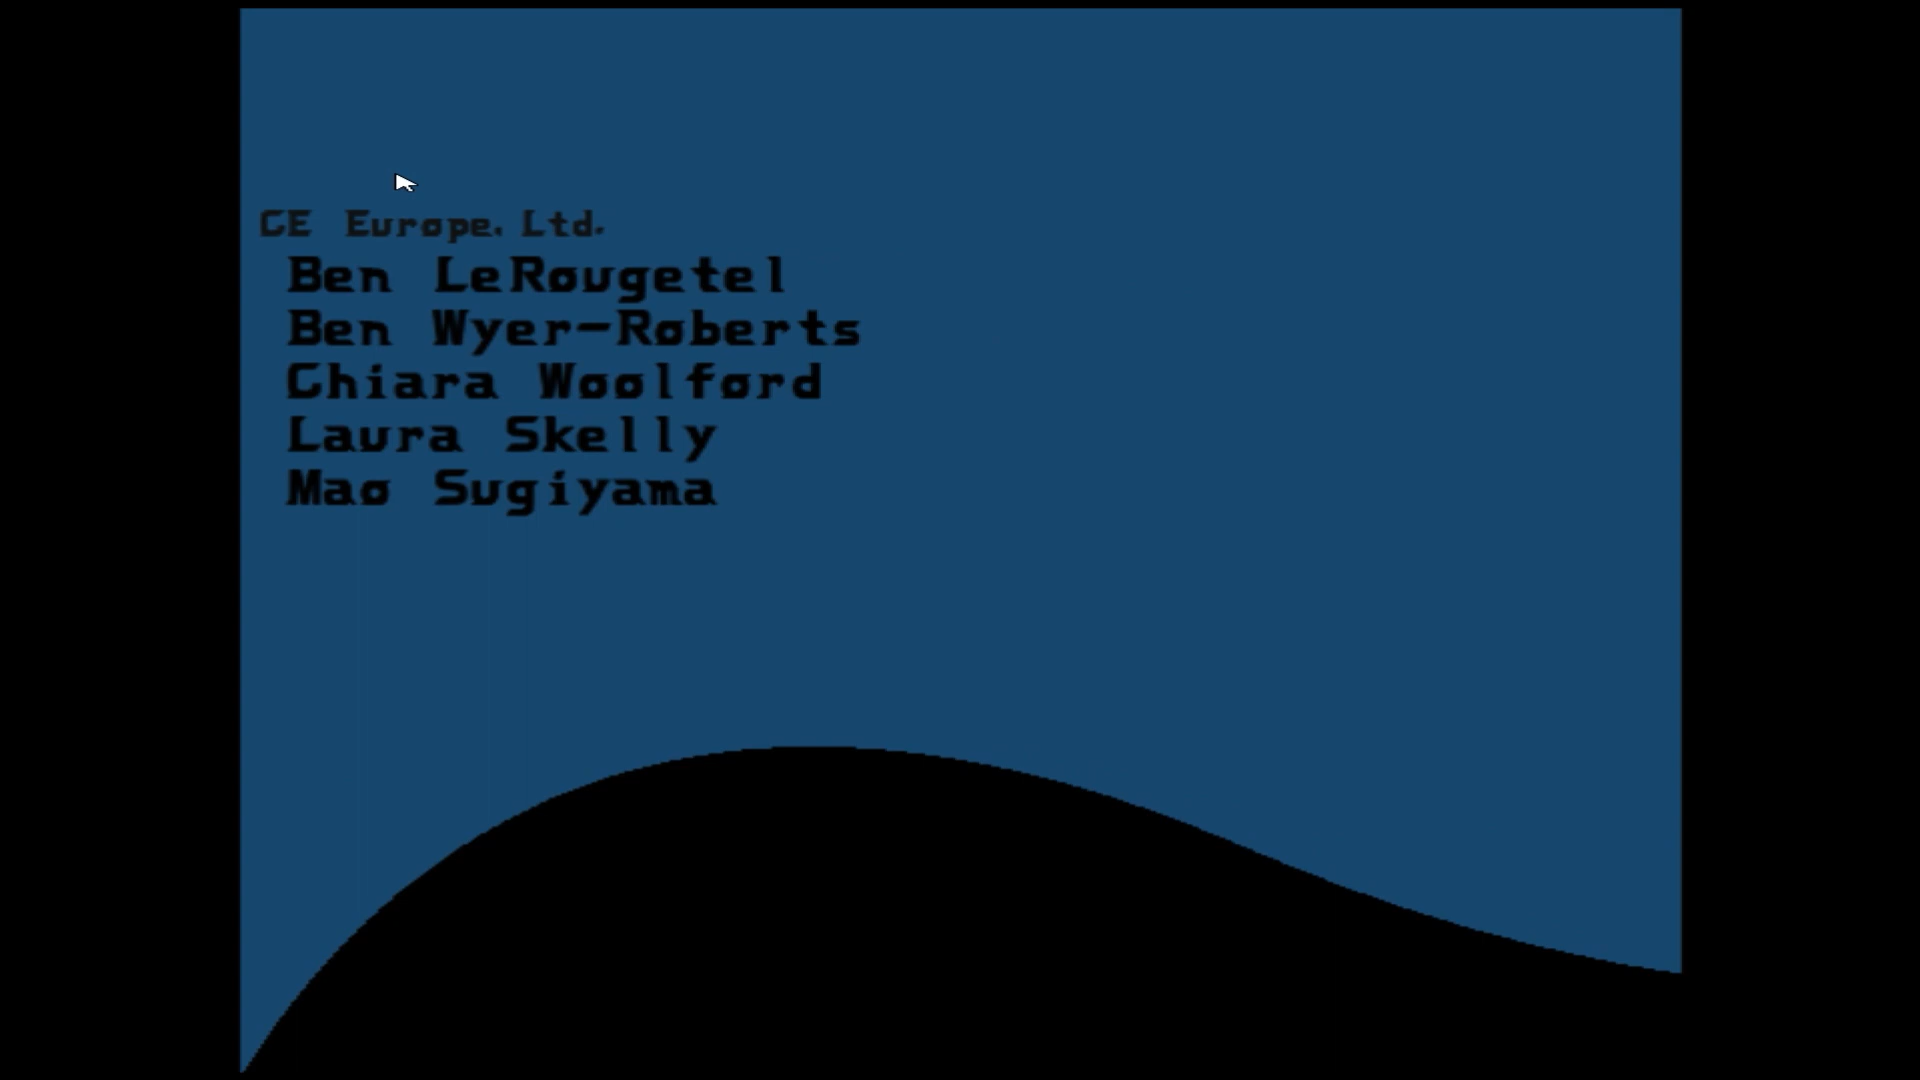 CE Europe, Ltd.
Ben LeRougetel
Ben Wyer-Roberts
Chiara Woolford
Laura Skelly
Mao Sugiyama